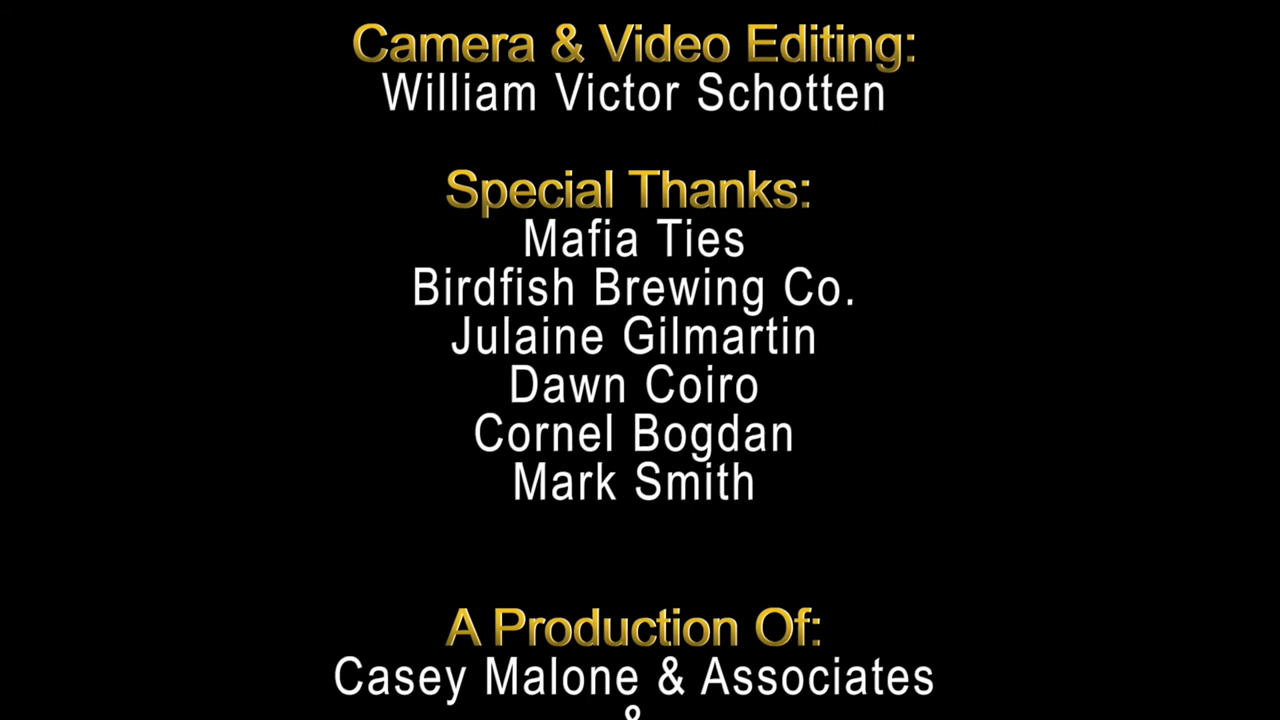 Camera & Video Editing:
William Victor Schotten
Special Thanks:
Mafia Ties
Birdfish Brewing Co.
Julaine Gilmartin
Dawn Coiro
Cornel Bogdan
Mark Smith
A Production Of:
Casey Malone & Associates
&